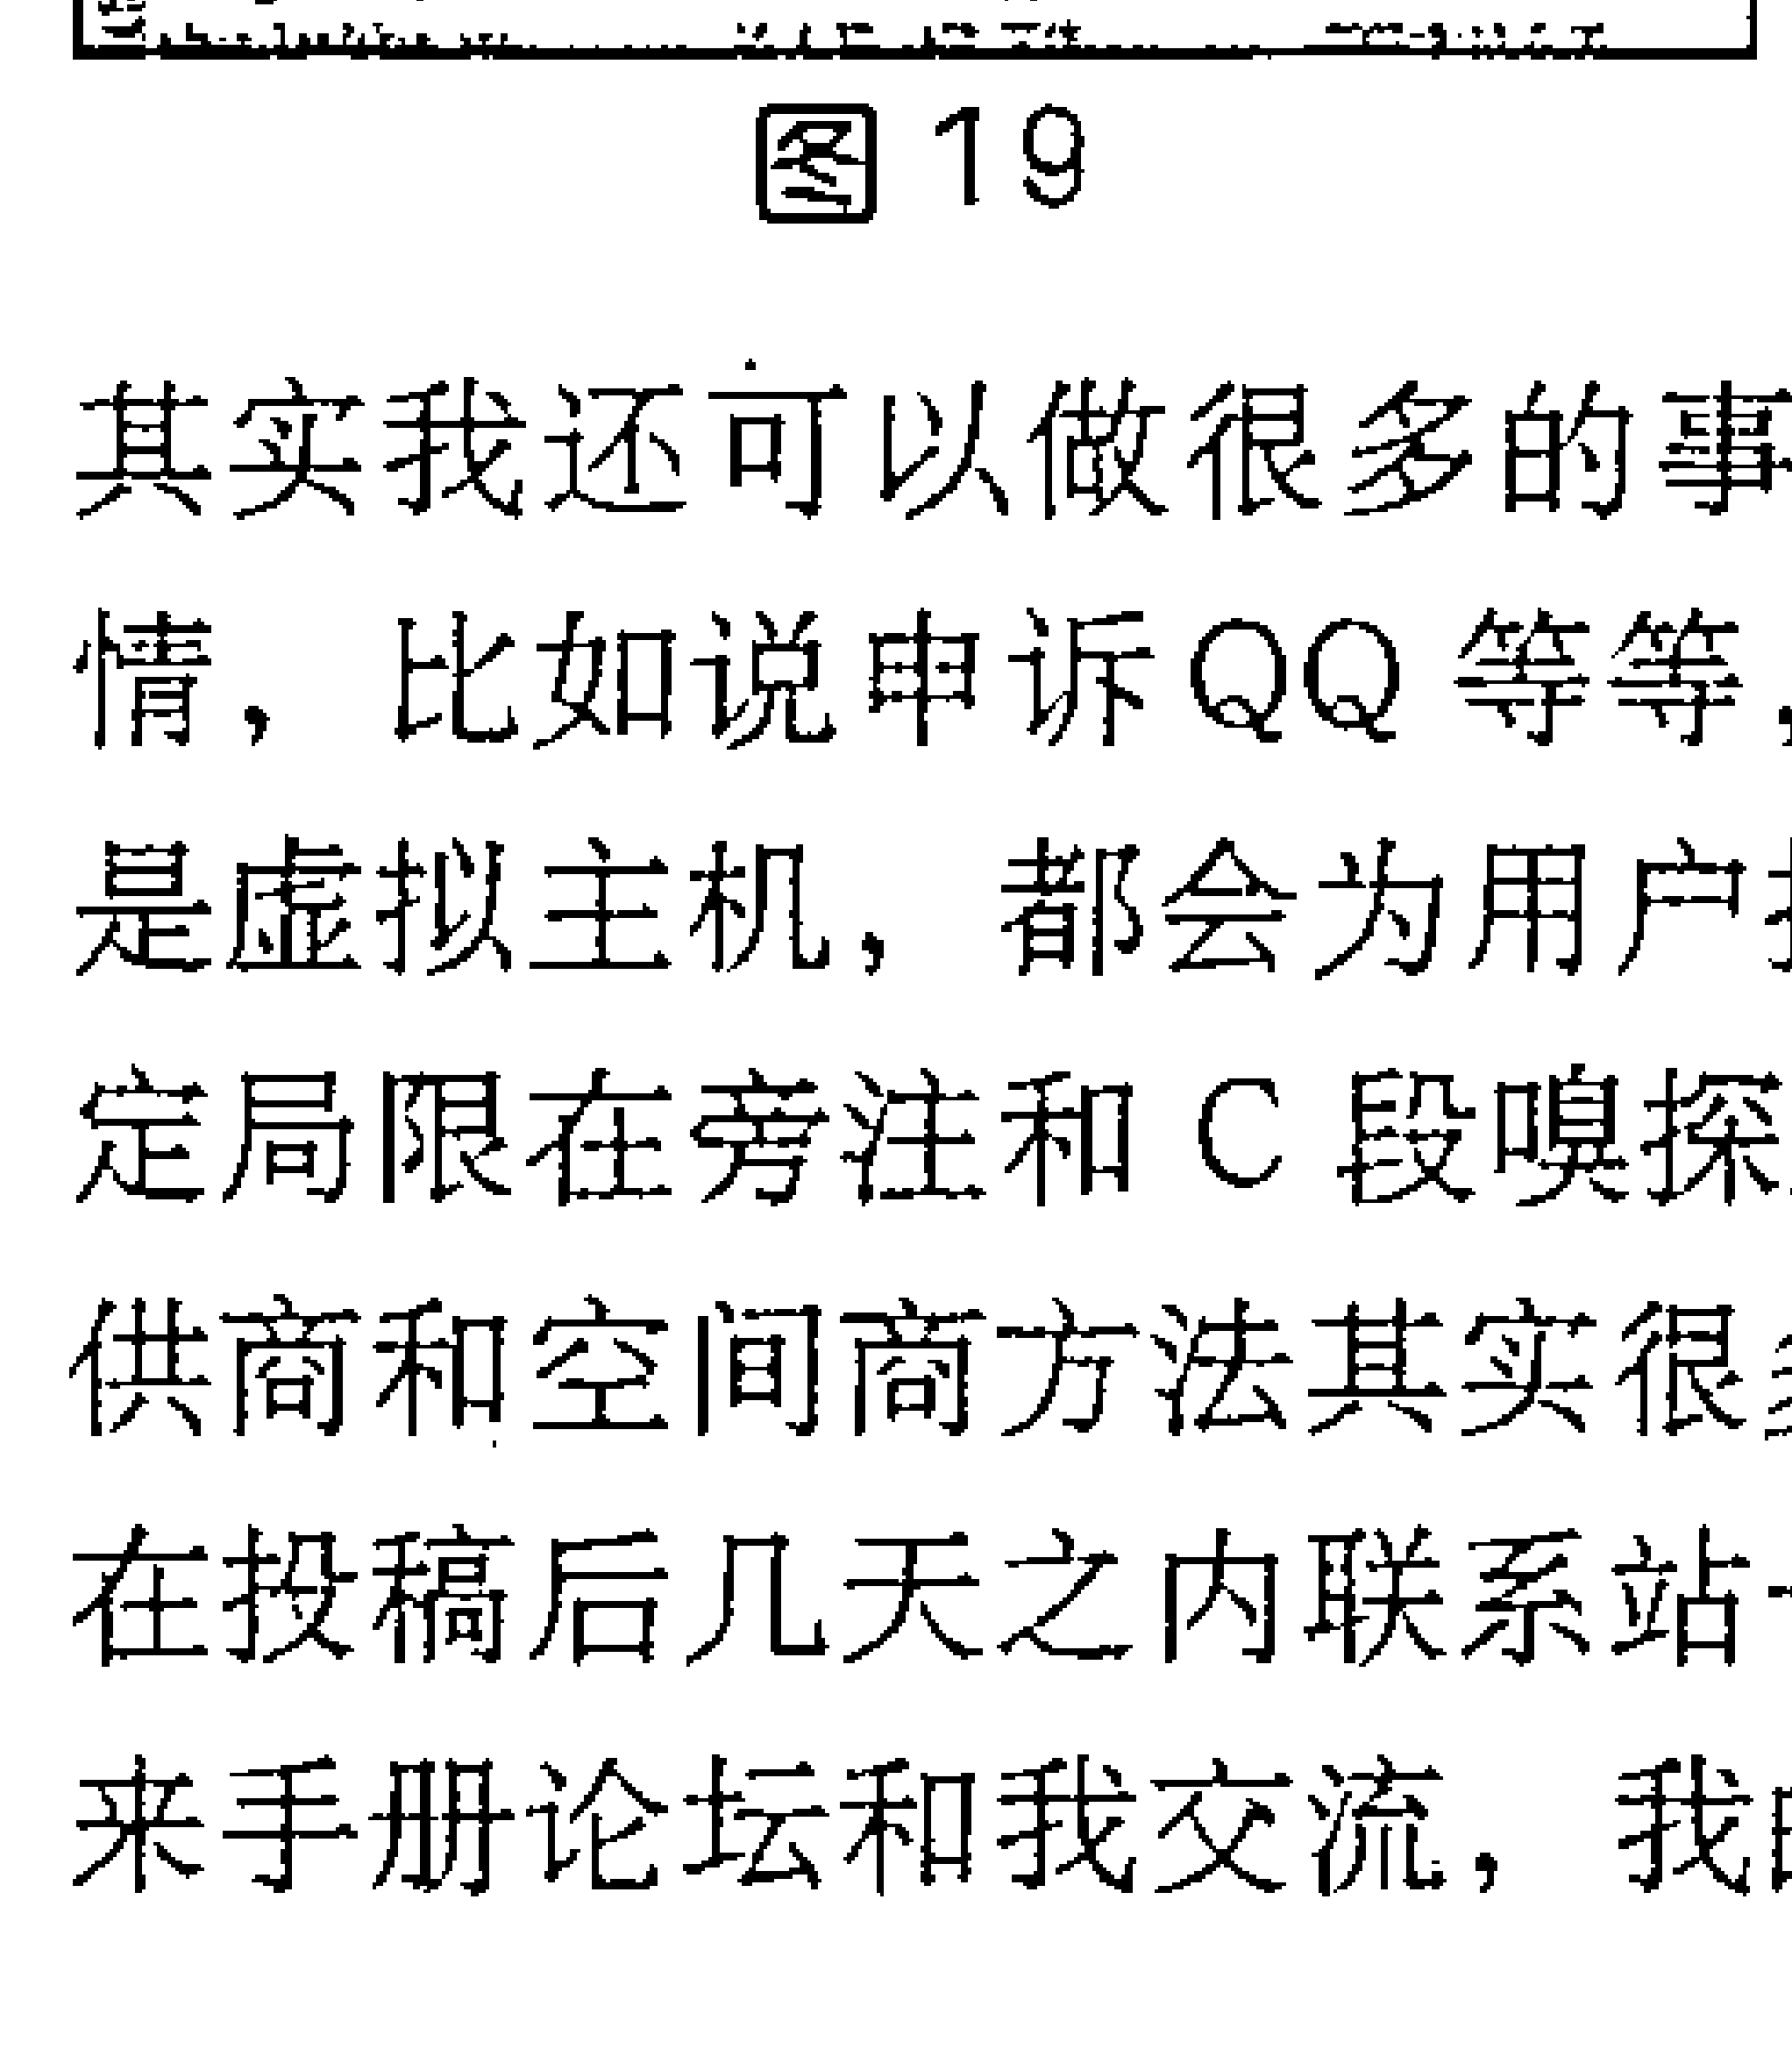 图 19
其实我还可以做很多的事
情，比如说申诉 QQ 等等，
是虚拟主机，都会为用户
定局限在旁注和 C 段嗅探
供商和空间商方法其实很
在投稿后几天之内联系站
来手册论坛和我交流，我